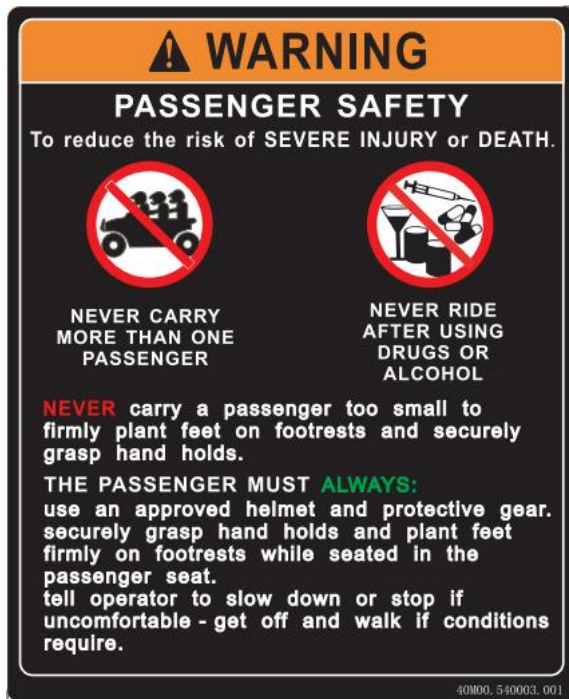 WARNING
PASSENGER SAFETY
To reduce the risk of SEVERE INJURY or DEATH.
NEVER CARRY
MORE THAN ONE
PASSENGER
NEVER RIDE
AFTER USING
DRUGS OR
ALCOHOL
NEVER carry a passenger too small to
firmly plant feet on footrests and securely
grasp hand holds.
THE PASSENGER MUST ALWAYS:
use an approved helmet and protective gear.
securely grasp hand holds and plant feet
firmly on footrests while seated in the
passenger seat.
tell operator to slow down or stop if
uncomfortable - get off and walk if conditions
require.
40M00.540003.001